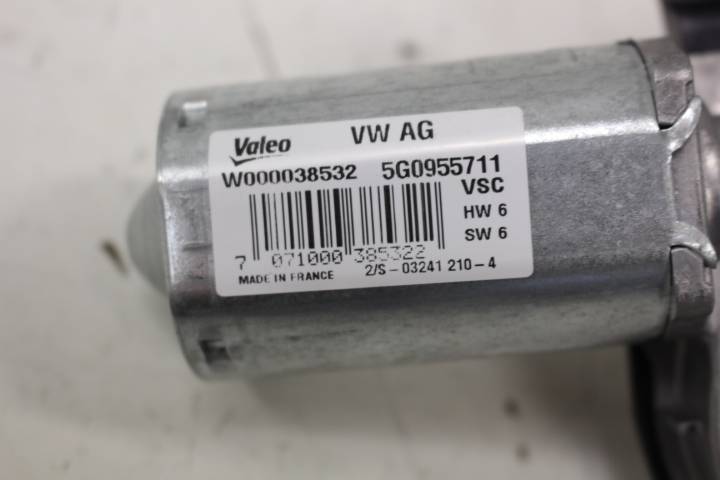 Valeo VW AG
W000038532 5G0955711
VSC
HW 6
SW 6
7 071000 385322
MADE IN FRANCE 2/S - 03241 210 - 4